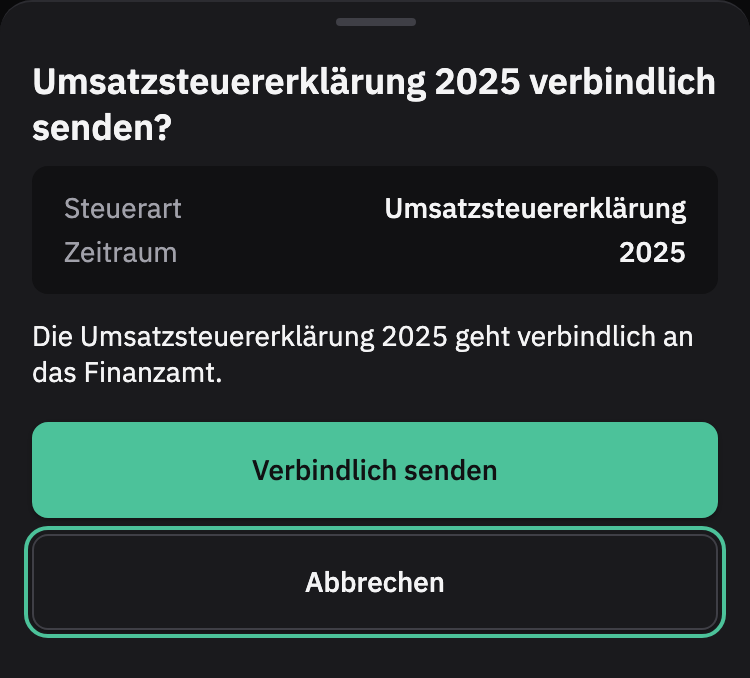 Umsatzsteuererklärung 2025 verbindlich
senden?
Steuerart Umsatzsteuererklärung
Zeitraum 2025
Die Umsatzsteuererklärung 2025 geht verbindlich an
das Finanzamt.
Verbindlich senden
Abbrechen